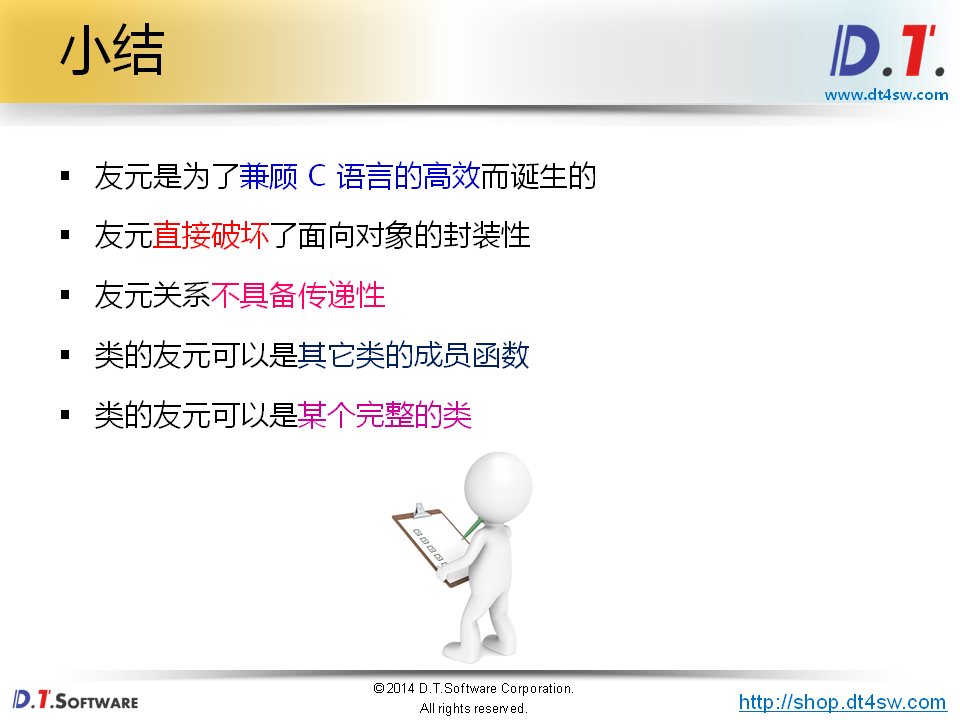 小结
D.T.
www.dt4sw.com
▪ 友元是为了兼顾 C 语言的高效而诞生的
▪ 友元直接破坏了面向对象的封装性
▪ 友元关系不具备传递性
▪ 类的友元可以是其它类的成员函数
▪ 类的友元可以是某个完整的类
D.T.SOFTWARE
©2014 D.T.Software Corporation.
All rights reserved.
http://shop.dt4sw.com